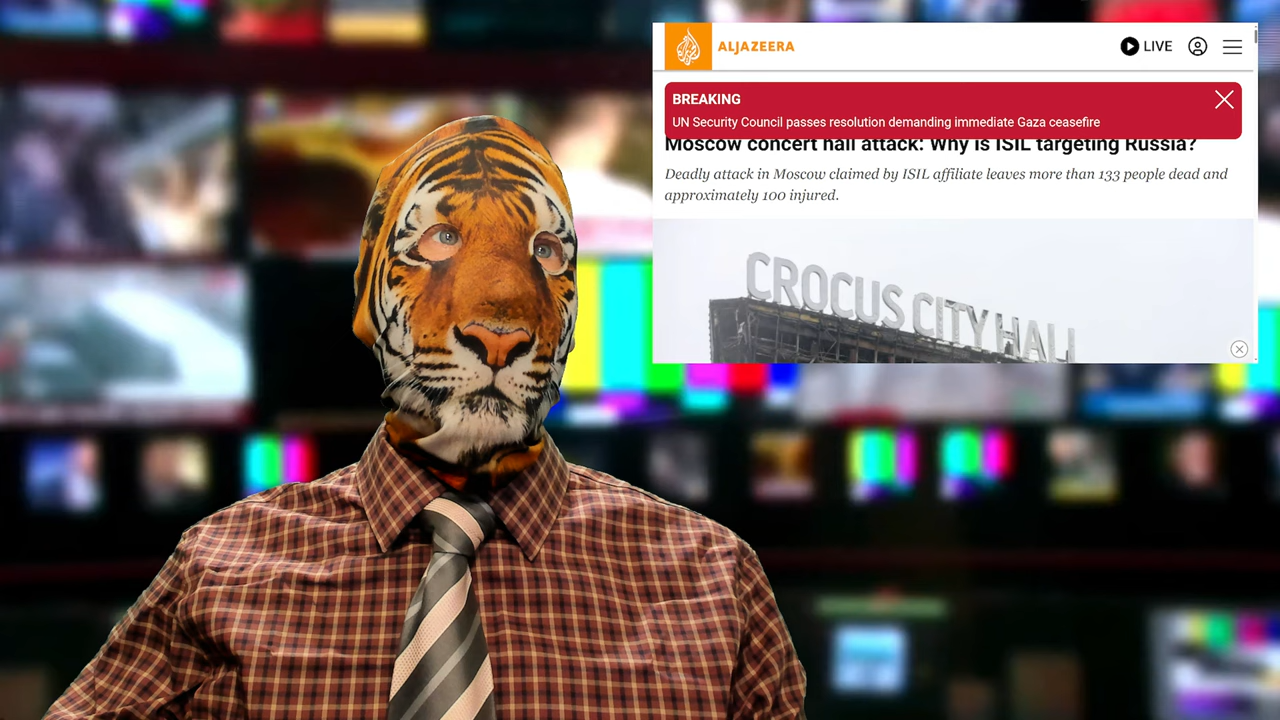 ALJAZEERA
LIVE
BREAKING
UN Security Council passes resolution demanding immediate Gaza ceasefire
Moscow concert hall attack: Why is ISIL targeting Russia?
Deadly attack in Moscow claimed by ISIL affiliate leaves more than 133 people dead and
approximately 100 injured.
CROCUS CITY HALL